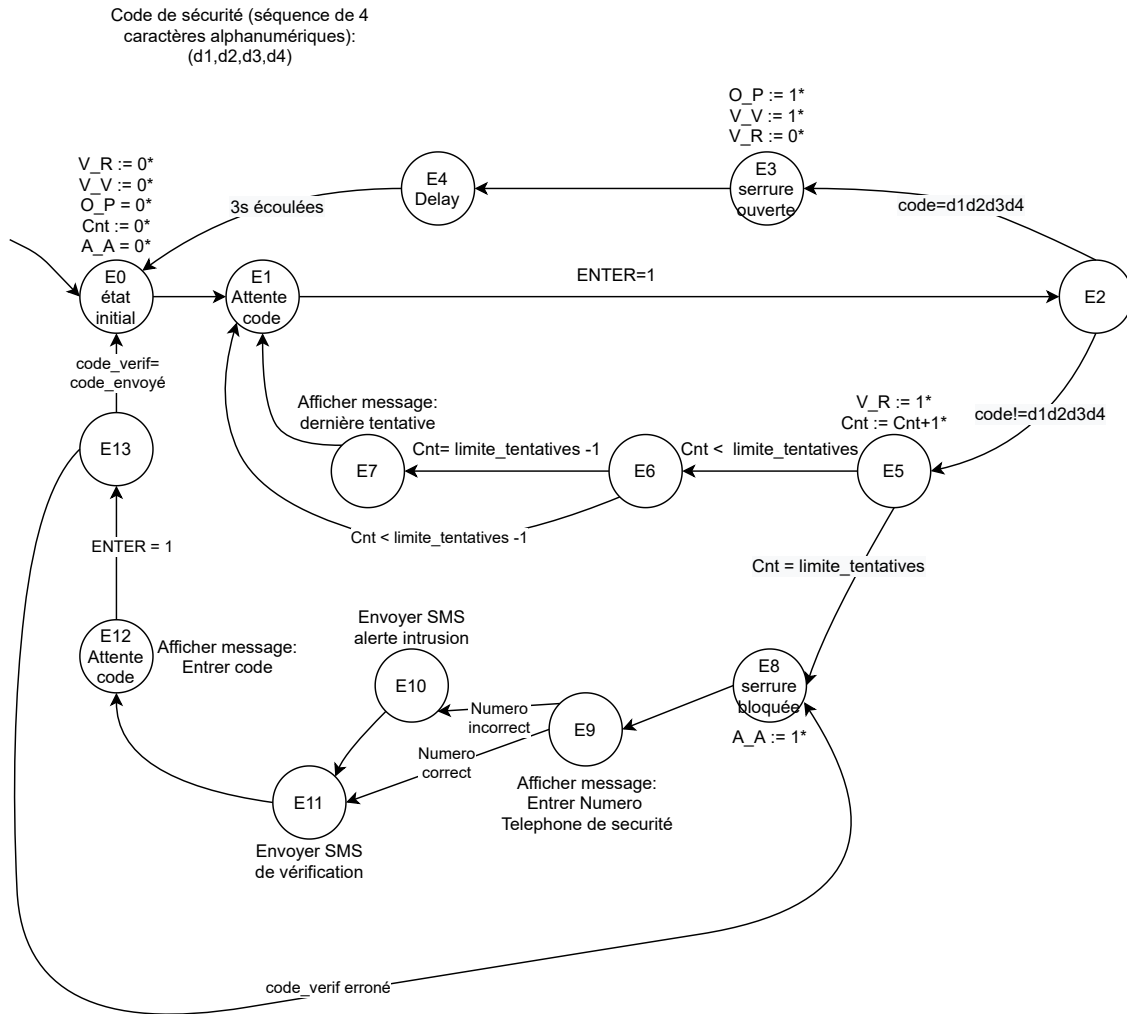 Code de sécurité (séquence de 4
caractères alphanumériques):
(d1,d2,d3,d4)
O_P := 1*
V_V := 1*
V_R := 0*
V_R := 0*
V_V := 0*
O_P = 0*
Cnt := 0*
A_A = 0*
E4
Delay
E3
serrure
ouverte
3s écoulées
code=d1d2d3d4
E0
état
initial
E1
Attente
code
ENTER=1
E2
code_verif=
code_envoyé
Afficher message:
dernière tentative
V_R := 1*
Cnt := Cnt+1*
code!=d1d2d3d4
E13
E7
Cnt= limite_tentatives -1
E6
Cnt < limite_tentatives
E5
Cnt < limite_tentatives -1
ENTER = 1
Cnt = limite_tentatives
E12
Attente
code
Afficher message:
Entrer code
Envoyer SMS
alerte intrusion
E10
E8
serrure
bloquée
A_A := 1*
Numero
incorrect
E9
Numero
correct
Afficher message:
Entrer Numero
Telephone de securité
E11
Envoyer SMS
de vérification
code_verif erroné